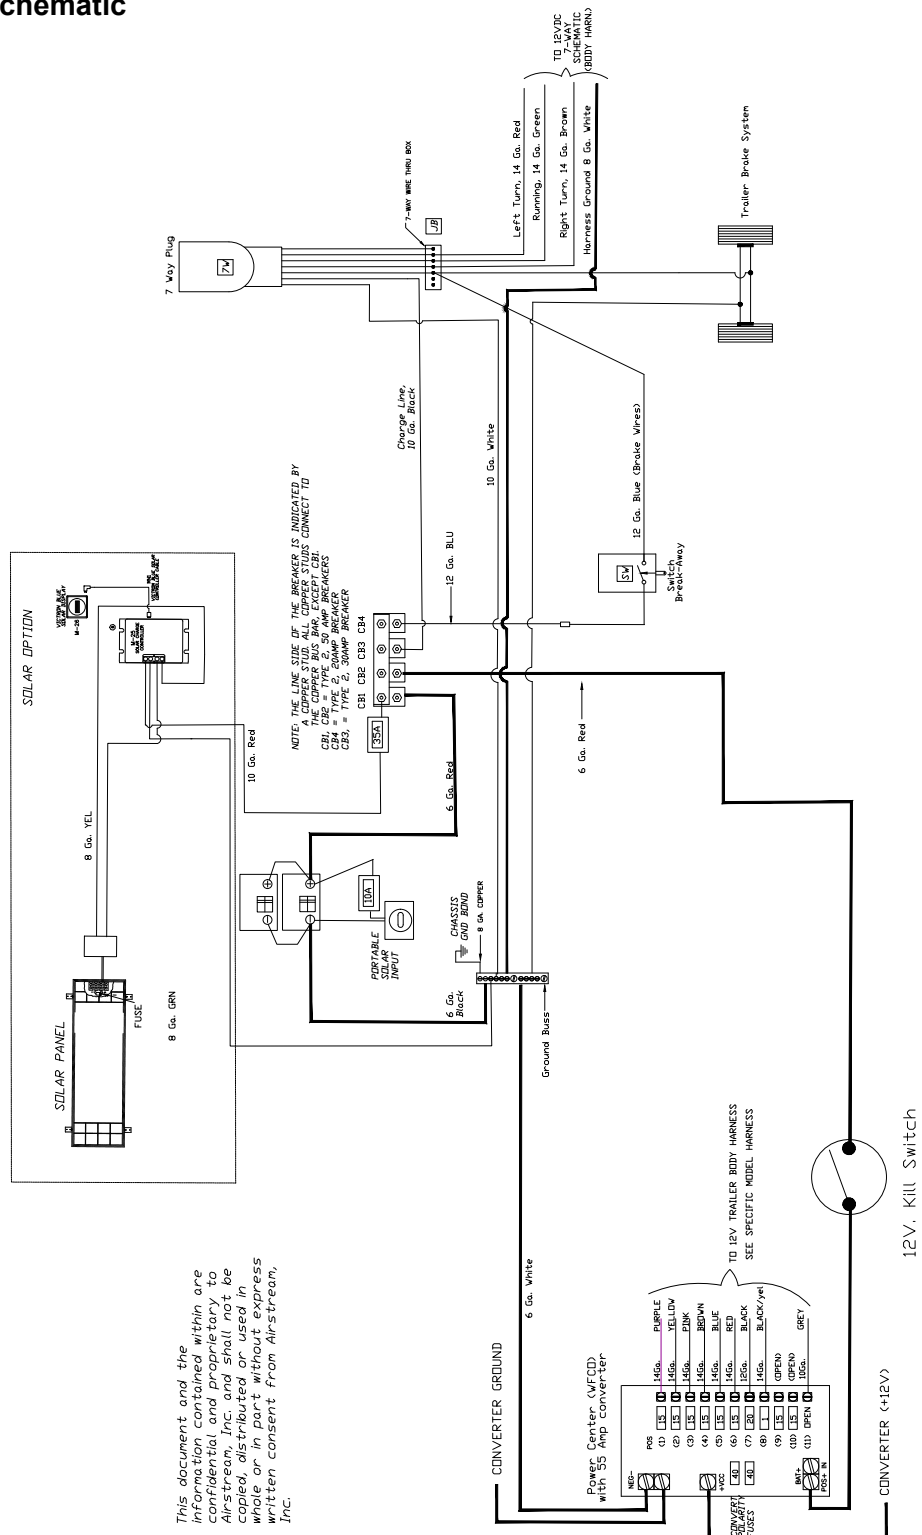 chematic
TO 12VDC
7-WAY
SCHEMATIC
(BODY HARN.)
Left Turn, 14 Ga. Red
Running, 14 Ga. Green
Right Turn, 14 Ga. Brown
Harness Ground 8 Ga. White
7-WAY WIRE THRU BOX
JB
7 Way Plug
7W
Trailer Brake System
Charge Line,
10 Ga. Black
10 Ga. White
12 Ga. Blue (Brake Wires)
12 Ga. BLU
SW
Switch
Break-Away
SOLAR OPTION
VICTRON BLUE
SOLAR DISPLAY
M-26
M-25
SOLAR CHARGE
CONTROLLER
NOTE: THE LINE SIDE OF THE BREAKER IS INDICATED BY
A COPPER STUD. ALL COPPER STUDS CONNECT TO
THE COPPER BUS BAR, EXCEPT CB1.
CB1, CB2 = TYPE 2, 50 AMP BREAKERS
CB4 = TYPE 2, 20AMP BREAKER
CB3, = TYPE 2, 30AMP BREAKER
CB1 CB2 CB3 CB4
35A
10 Ga. Red
6 Ga. Red
6 Ga. Red
8 Ga. YEL
8 Ga. GRN
FUSE
SOLAR PANEL
10A
PORTABLE
SOLAR
INPUT
CHASSIS
GND BOND
8 GA. COPPER
6 Ga.
Black
Ground Buss
6 Ga. White
This document and the
information contained within are
confidential and proprietary to
Airstream, Inc. and shall not be
copied, distributed or used in
whole or in part without express
written consent from Airstream,
Inc.
CONVERTER GROUND
Power Center (WFCO)
with 55 Amp converter
TO 12V TRAILER BODY HARNESS
SEE SPECIFIC MODEL HARNESS
NEG-
POS
(1) 15 14Ga. PURPLE
(2) 15 14Ga. YELLOW
(3) 15 14Ga. PINK
(4) 15 14Ga. BROWN
(5) 15 14Ga. BLUE
(6) 15 14Ga. RED
(7) 20 12Ga. BLACK
(8) 1 14Ga. BLACK/yel
(9) 15 (OPEN)
(10) 15 (OPEN)
(11) OPEN 10Ga. GREY
+VCC
40
40
BAT+
POS+ IN
CONVERT
OLARITY
USES
12V. Kill Switch
CONVERTER (+12V)